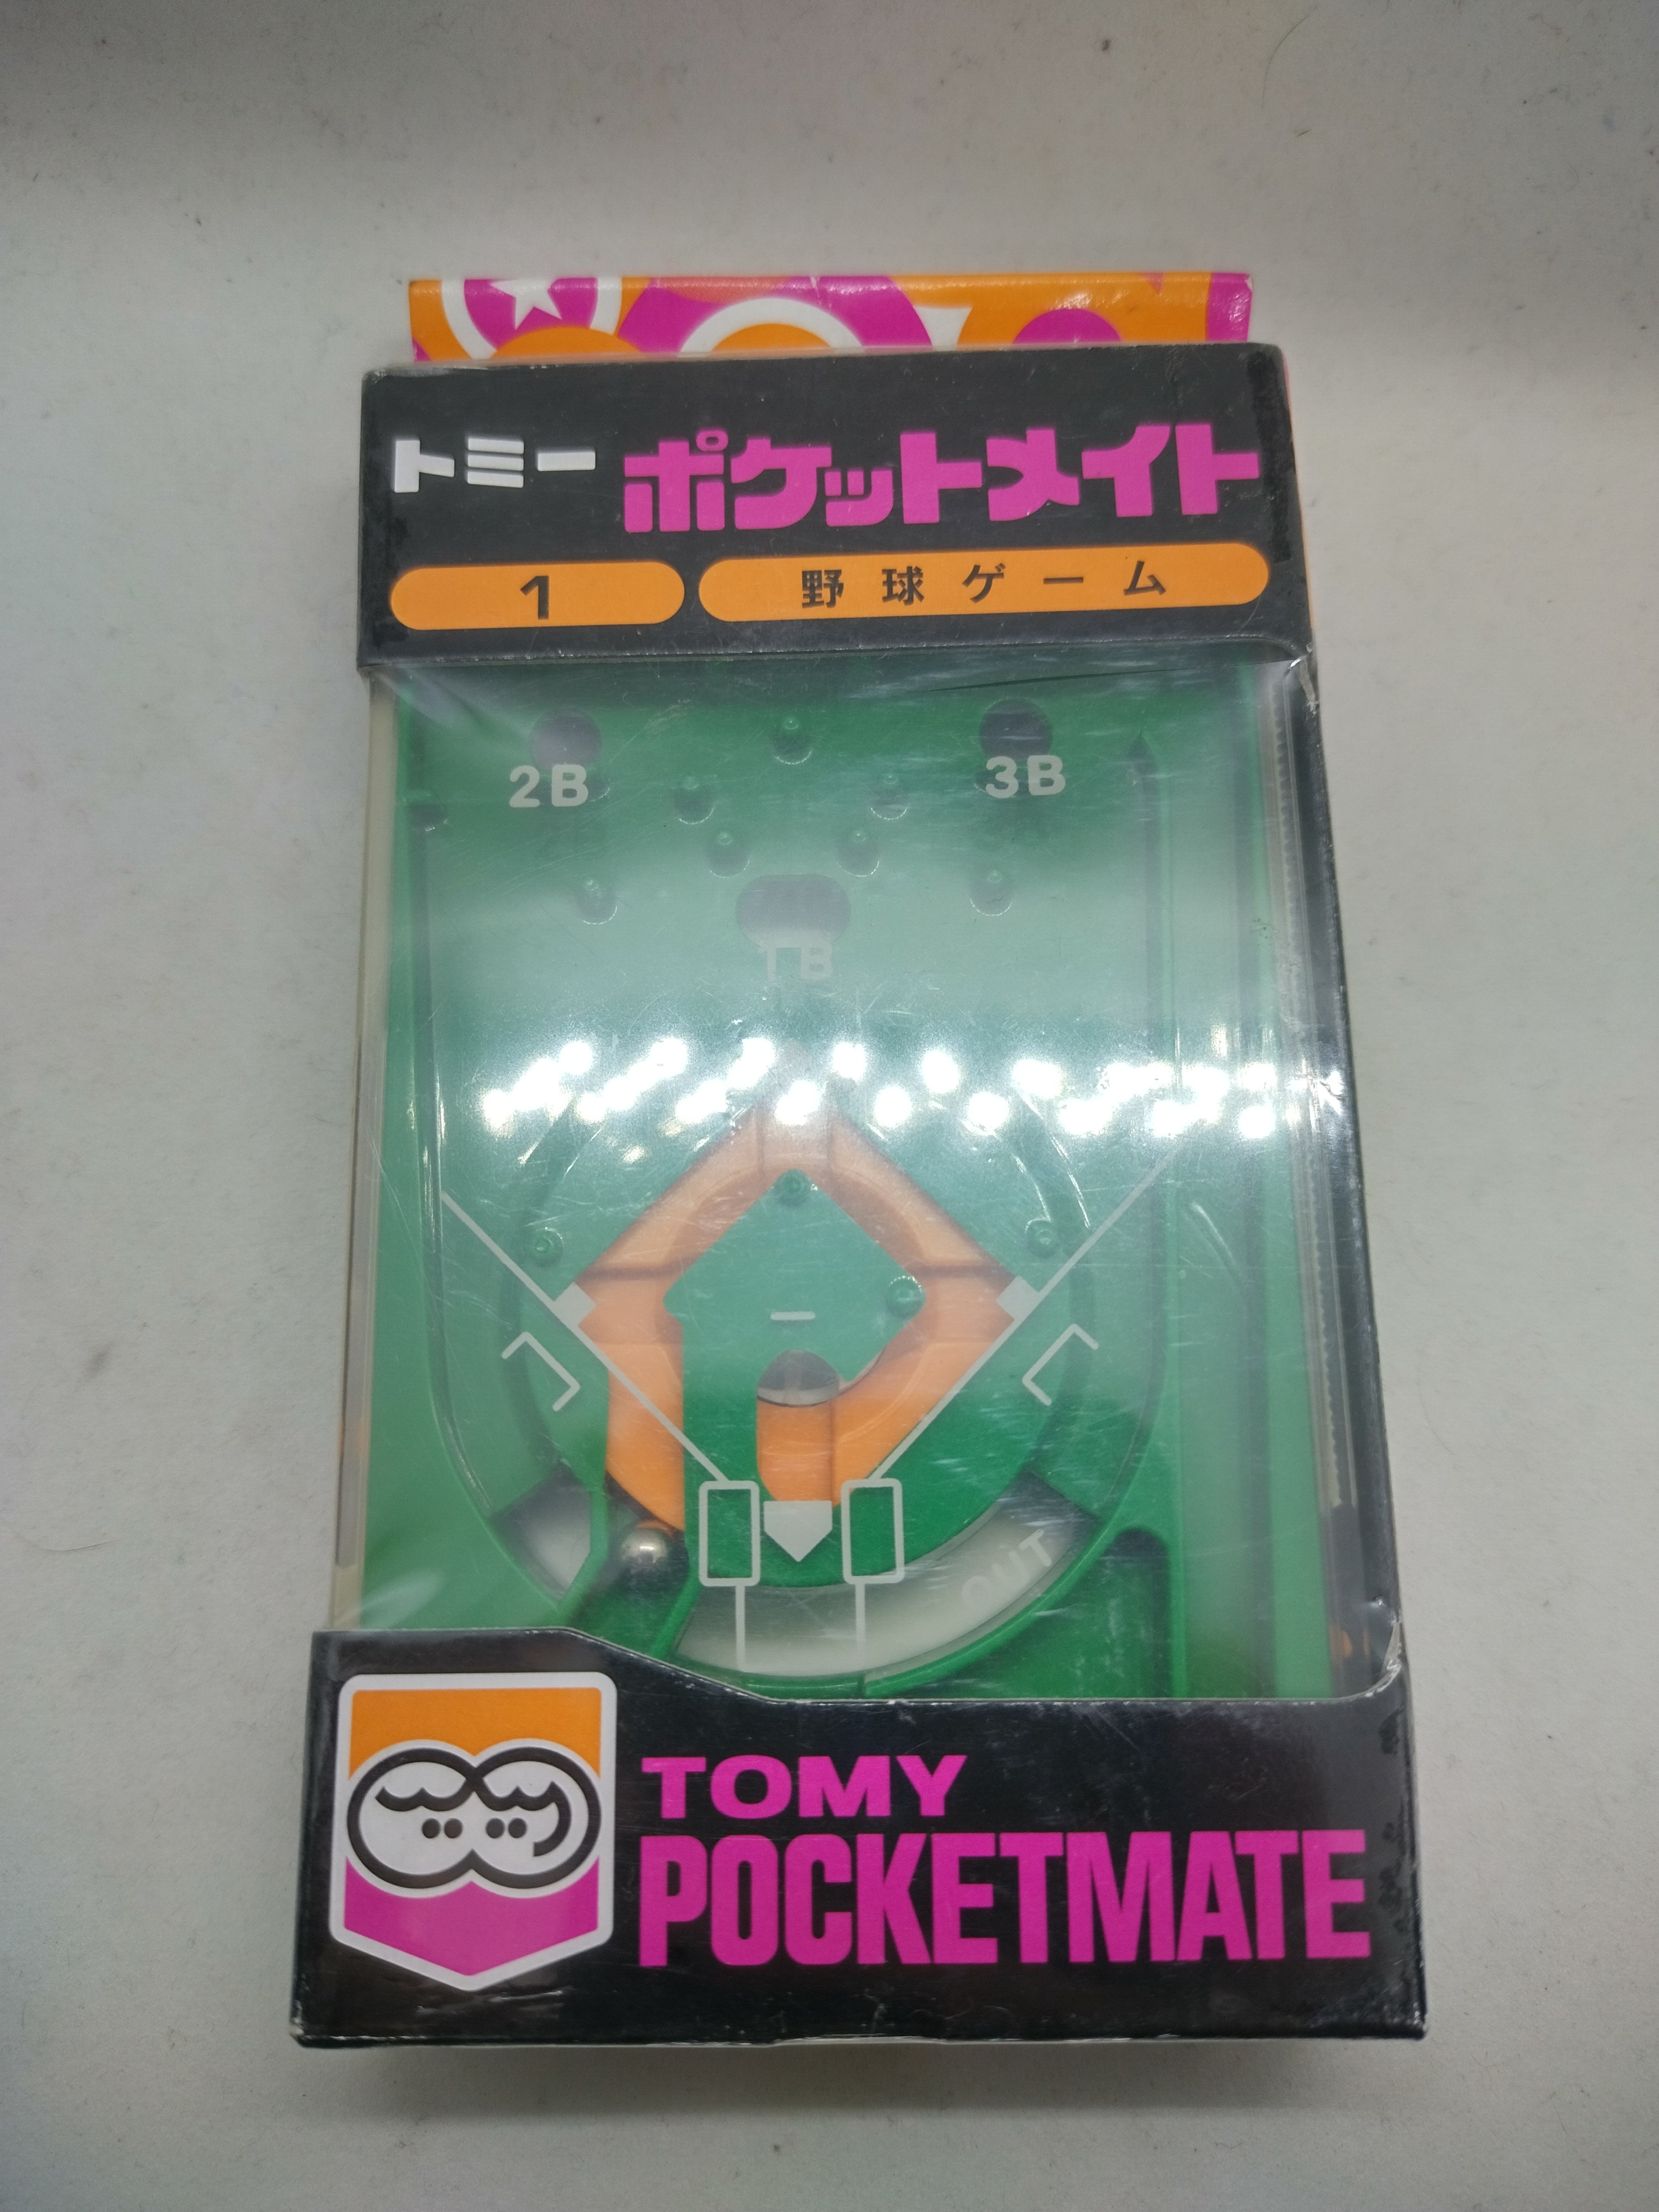 トミー ポケットメイト
1 野球ゲーム
2B 3B
1B
OUT
TOMY
POCKETMATE